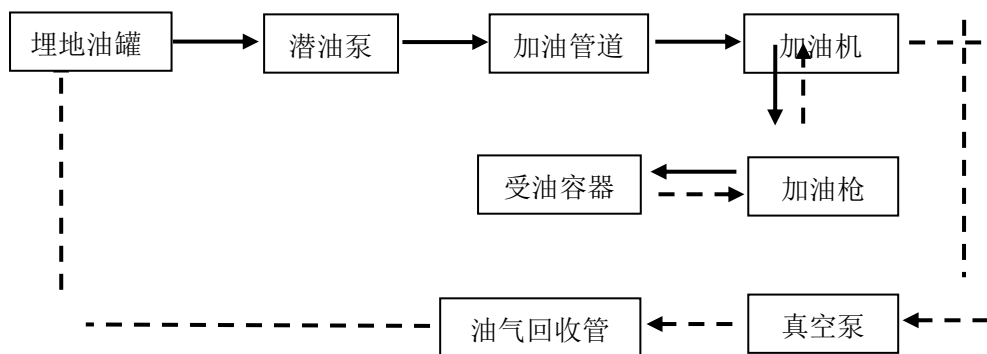 埋地油罐
潜油泵
加油管道
加油机
受油容器
加油枪
油气回收管
真空泵